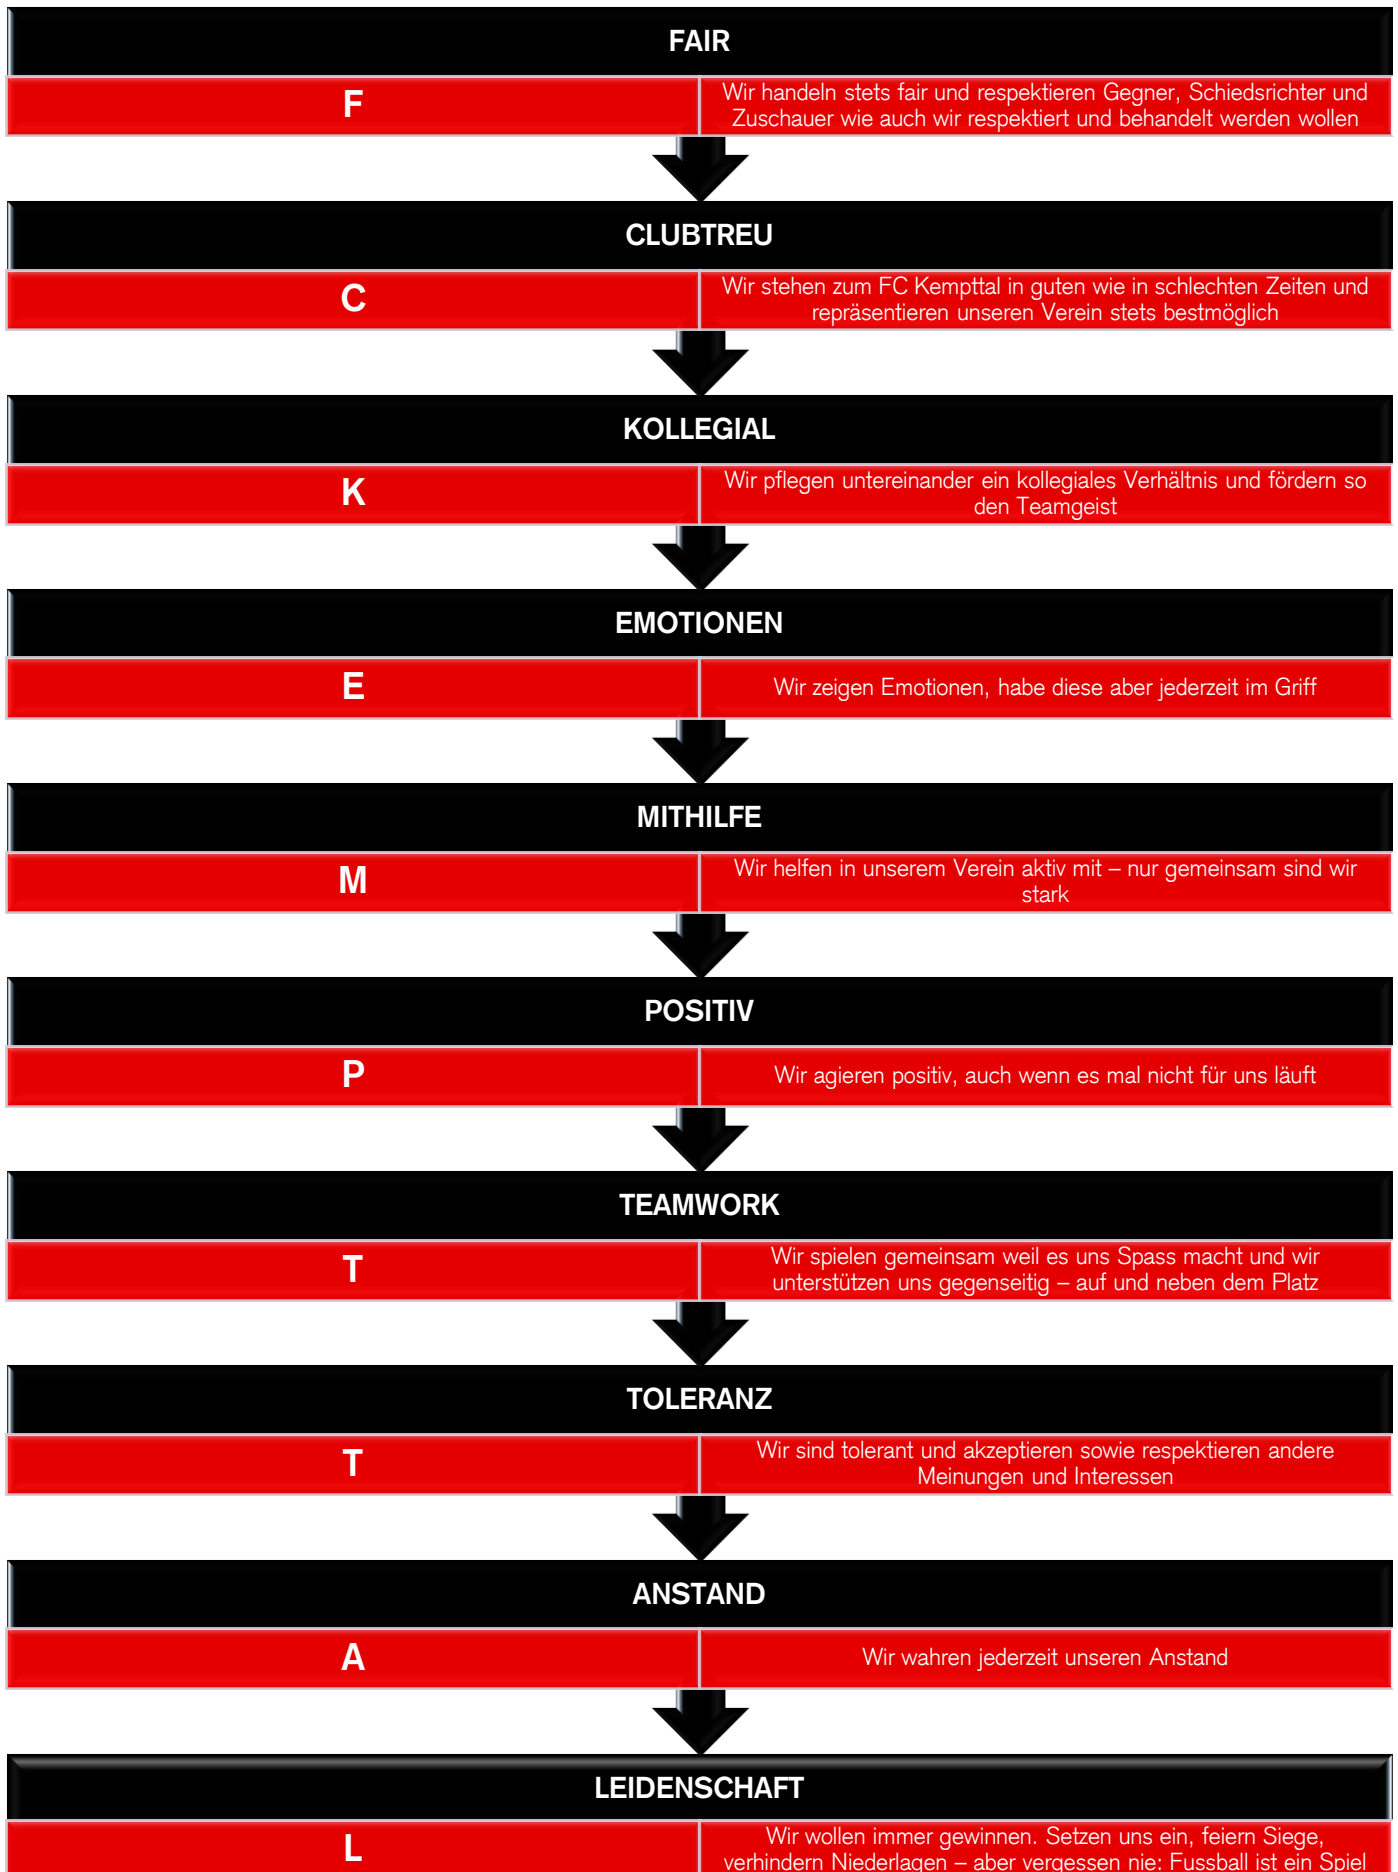 FAIR
F
Wir handeln stets fair und respektieren Gegner, Schiedsrichter und
Zuschauer wie auch wir respektiert und behandelt werden wollen
CLUBTREU
C
Wir stehen zum FC Kempttal in guten wie in schlechten Zeiten und
repräsentieren unseren Verein stets bestmöglich
KOLLEGIAL
K
Wir pflegen untereinander ein kollegiales Verhältnis und fördern so
den Teamgeist
EMOTIONEN
E
Wir zeigen Emotionen, habe diese aber jederzeit im Griff
MITHILFE
M
Wir helfen in unserem Verein aktiv mit – nur gemeinsam sind wir
stark
POSITIV
P
Wir agieren positiv, auch wenn es mal nicht für uns läuft
TEAMWORK
T
Wir spielen gemeinsam weil es uns Spass macht und wir
unterstützen uns gegenseitig – auf und neben dem Platz
TOLERANZ
T
Wir sind tolerant und akzeptieren sowie respektieren andere
Meinungen und Interessen
ANSTAND
A
Wir wahren jederzeit unseren Anstand
LEIDENSCHAFT
L
Wir wollen immer gewinnen. Setzen uns ein, feiern Siege,
verhindern Niederlagen – aber vergessen nie: Fussball ist ein Spiel